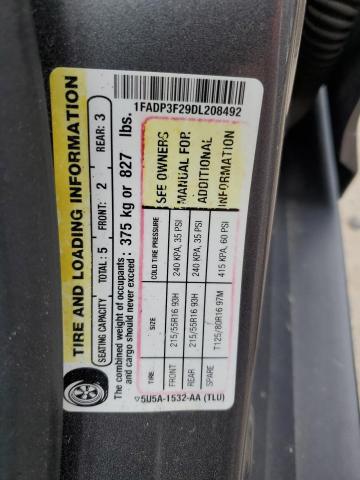 1FADP3F29DL208492
TIRE AND LOADING INFORMATION
SEATING CAPACITY TOTAL: 5 FRONT: 2 REAR: 3
The combined weight of occupants
and cargo should never exceed 375 kg or 827 lbs.
TIRE SIZE COLD TIRE PRESSURE
FRONT 215/55R16 93H 240 KPA, 35 PSI
REAR 215/55R16 93H 240 KPA, 35 PSI
SPARE T125/80R16 97M 415 KPA, 60 PSI
SEE OWNERS
MANUAL FOR
ADDITIONAL
INFORMATION
5U5A-1532-AA (TLU)